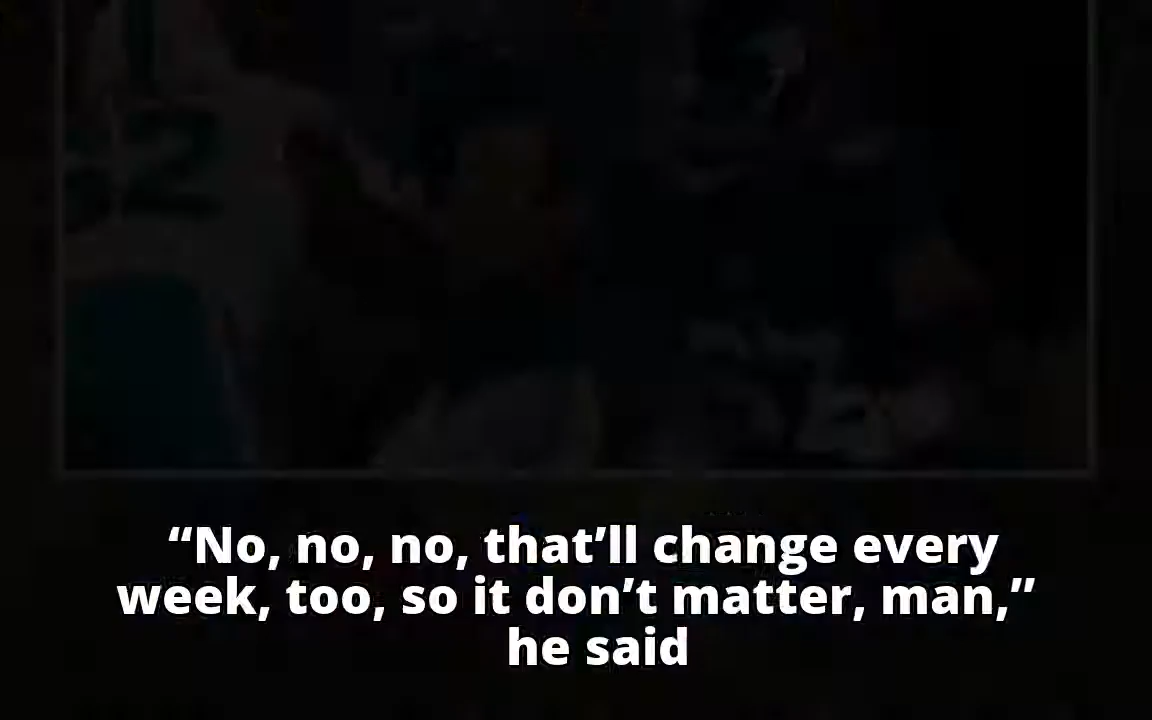 “No, no, no, that’ll change every
week, too, so it don’t matter, man,”
he said